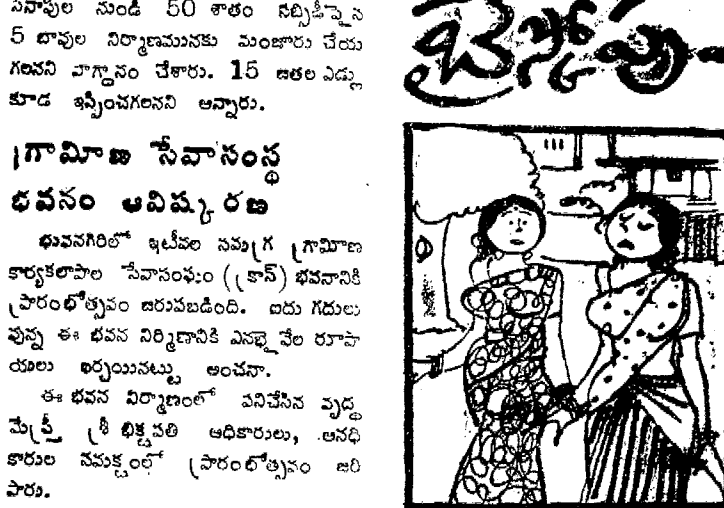 సనాపుల నుండి 50 శాతం సబ్సిడీపైన
5 బావుల నిర్మాణమునకు మంజూరు చేయ
గలనని వాగ్దానం చేశారు. 15 జతల ఎడ్లు
కూడ ఇప్పించగలనని అన్నారు.
గ్రామీణ సేవాసంస్థ
భవనం ఆవిష్కరణ
భువనగిరిలో ఇటీవల సమగ్ర గ్రామీణ
కార్యకలాపాల సేవాసంఘం (క్రాస్) భవనానికి
ప్రారంభోత్సవం జరుపబడింది. ఐదు గదులు
వున్న ఈ భవన నిర్మిణానికి ఎనభై వేల రూపా
యలు ఖర్చయినట్టు అంచనా.
ఈ భవన నిర్మాణంలో పనిచేసిన వృద్ధ
మేస్త్రీ శ్రీ భిక్షపతి అధికారులు, అనధి
కారుల సమక్షంలో ప్రారంభోత్సవం జరి
పారు.